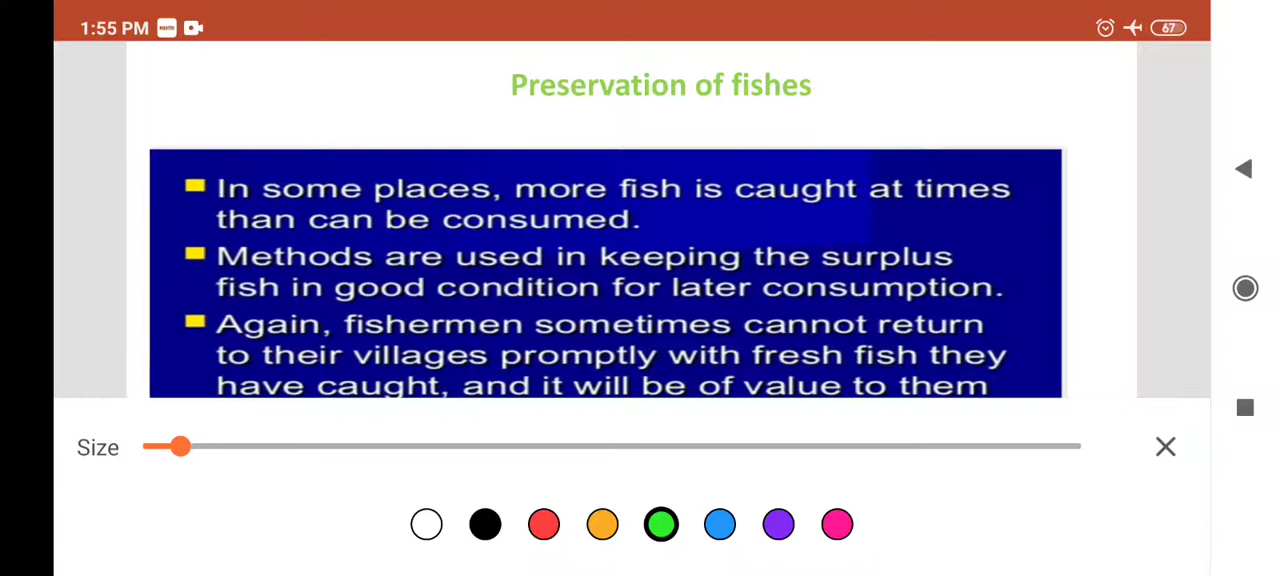 1:55 PM
67
Preservation of fishes
In some places, more fish is caught at times
than can be consumed.
Methods are used in keeping the surplus
fish in good condition for later consumption.
Again, fishermen sometimes cannot return
to their villages promptly with fresh fish they
have caught, and it will be of value to them
Size